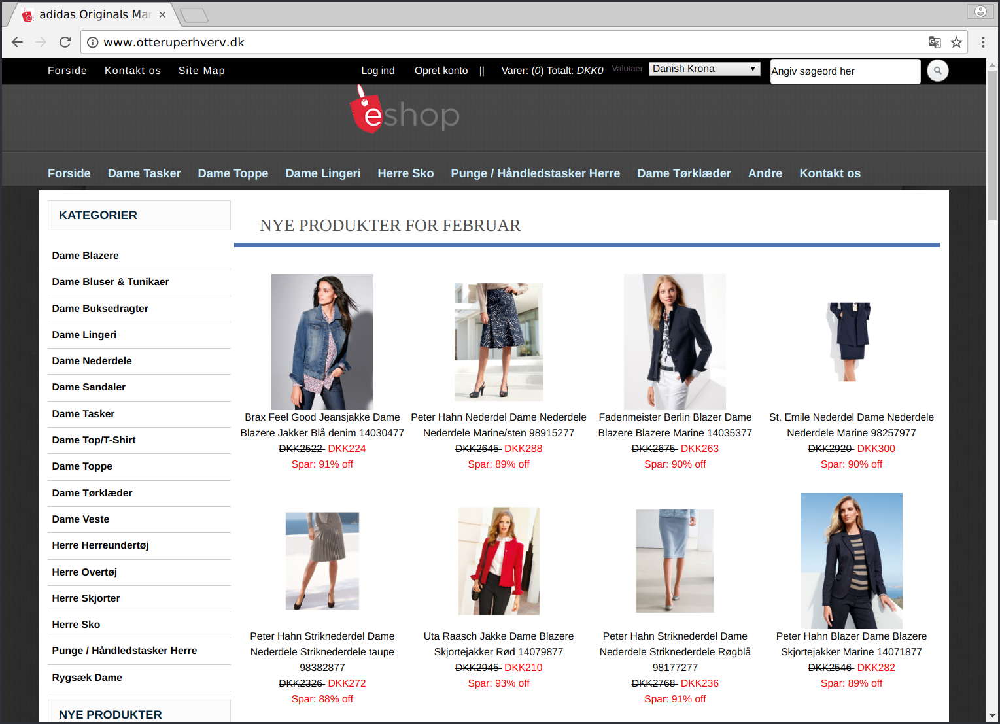 adidas Originals Mar
www.otteruperhverv.dk
Forside Kontakt os Site Map Log ind Opret konto || Varer: (0) Totalt: DKK0 Valutaer Danish Krona Angiv søgeord her
eshop
Forside Dame Tasker Dame Toppe Dame Lingeri Herre Sko Punge / Håndledstasker Herre Dame Tørklæder Andre Kontakt os
KATEGORIER
Dame Blazere
Dame Bluser & Tunikaer
Dame Buksedragter
Dame Lingeri
Dame Nederdele
Dame Sandaler
Dame Tasker
Dame Top/T-Shirt
Dame Toppe
Dame Tørklæder
Dame Veste
Herre Herreundertøj
Herre Overtøj
Herre Skjorter
Herre Sko
Punge / Håndledstasker Herre
Rygsæk Dame
NYE PRODUKTER
NYE PRODUKTER FOR FEBRUAR
Brax Feel Good Jeansjakke Dame
Blazere Jakker Blå denim 14030477
DKK2522 DKK224
Spar: 91% off
Peter Hahn Nederdel Dame Nederdele
Nederdele Marine/sten 98915277
DKK2645 DKK288
Spar: 89% off
Fadenmeister Berlin Blazer Dame
Blazere Blazere Marine 14035377
DKK2675 DKK263
Spar: 90% off
St. Emile Nederdel Dame Nederdele
Nederdele Marine 98257977
DKK2920 DKK300
Spar: 90% off
Peter Hahn Striknederdel Dame
Nederdele Striknederdele taupe
98382877
DKK2326 DKK272
Spar: 88% off
Uta Raasch Jakke Dame Blazere
Skjortejakker Rød 14079877
DKK2945 DKK210
Spar: 93% off
Peter Hahn Striknederdel Dame
Nederdele Striknederdele Røgblå
98177277
DKK2768 DKK236
Spar: 91% off
Peter Hahn Blazer Dame Blazere
Skjortejakker Marine 14071877
DKK2546 DKK282
Spar: 89% off